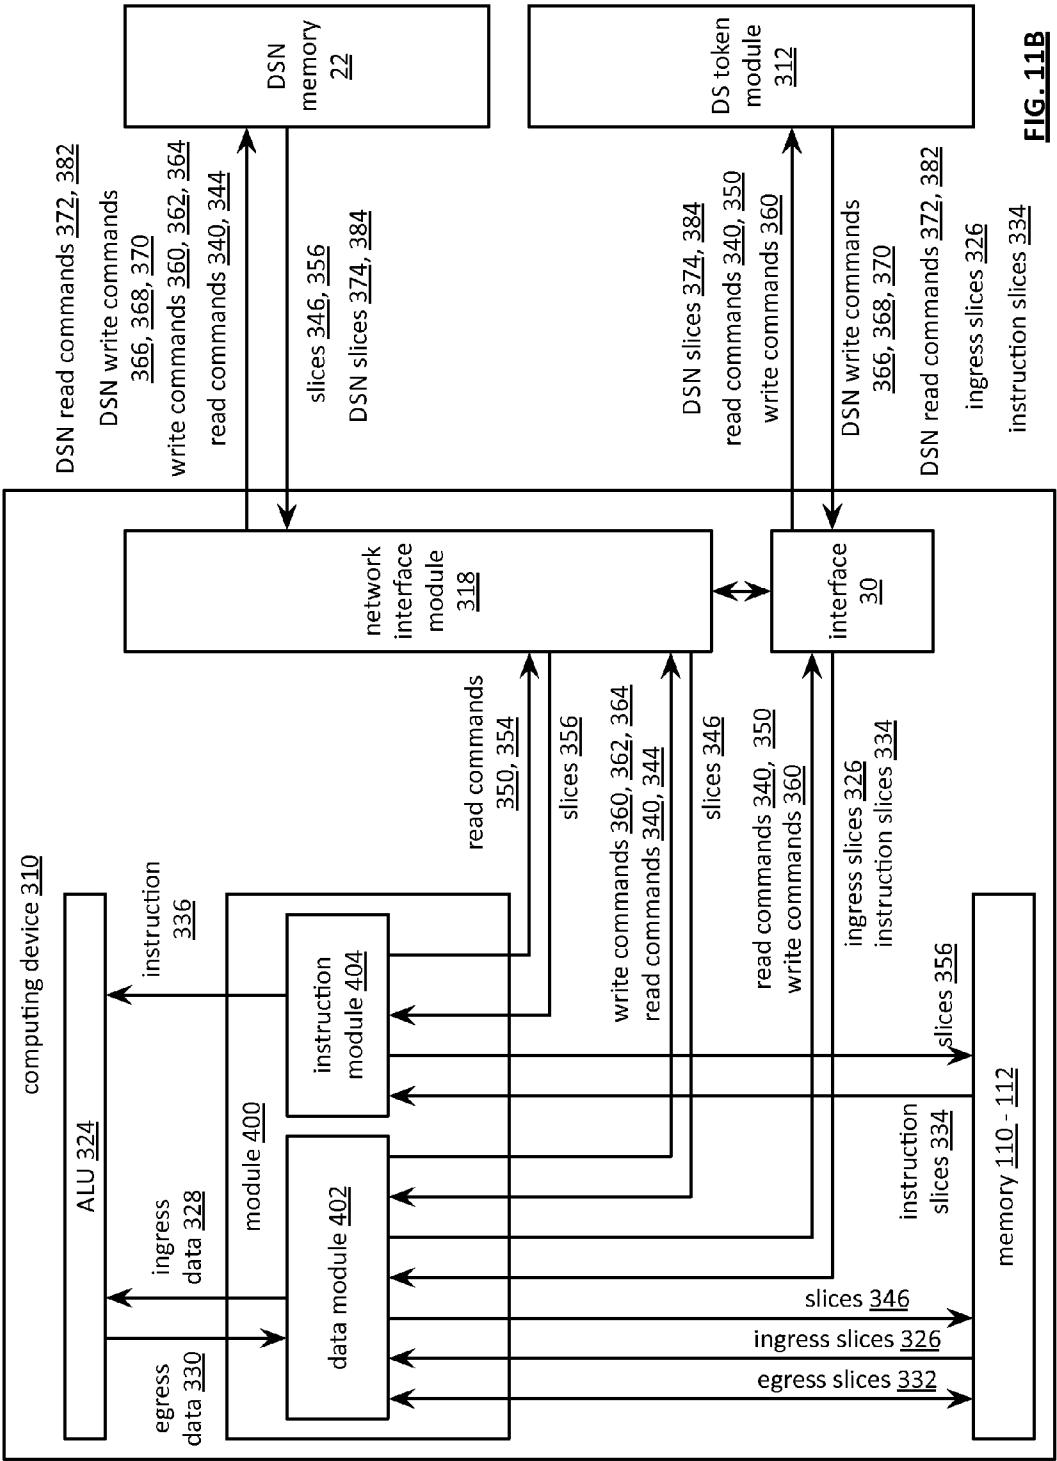 computing device 310
ALU 324
egress
data 330
ingress
data 328
instruction
336
module 400
data module 402
instruction
module 404
read commands
350, 354
slices 356
write commands 360, 362, 364
read commands 340, 344
slices 346
read commands 340, 350
write commands 360
ingress slices 326
instruction slices 334
slices 356
instruction
slices 334
slices 346
ingress slices 326
egress slices 332
memory 110 - 112
network
interface
module
318
interface
30
DSN read commands 372, 382
DSN write commands
366, 368, 370
write commands 360, 362, 364
read commands 340, 344
slices 346, 356
DSN slices 374, 384
DSN slices 374, 384
read commands 340, 350
write commands 360
DSN write commands
366, 368, 370
DSN read commands 372, 382
ingress slices 326
instruction slices 334
DSN
memory
22
DS token
module
312
FIG. 11B